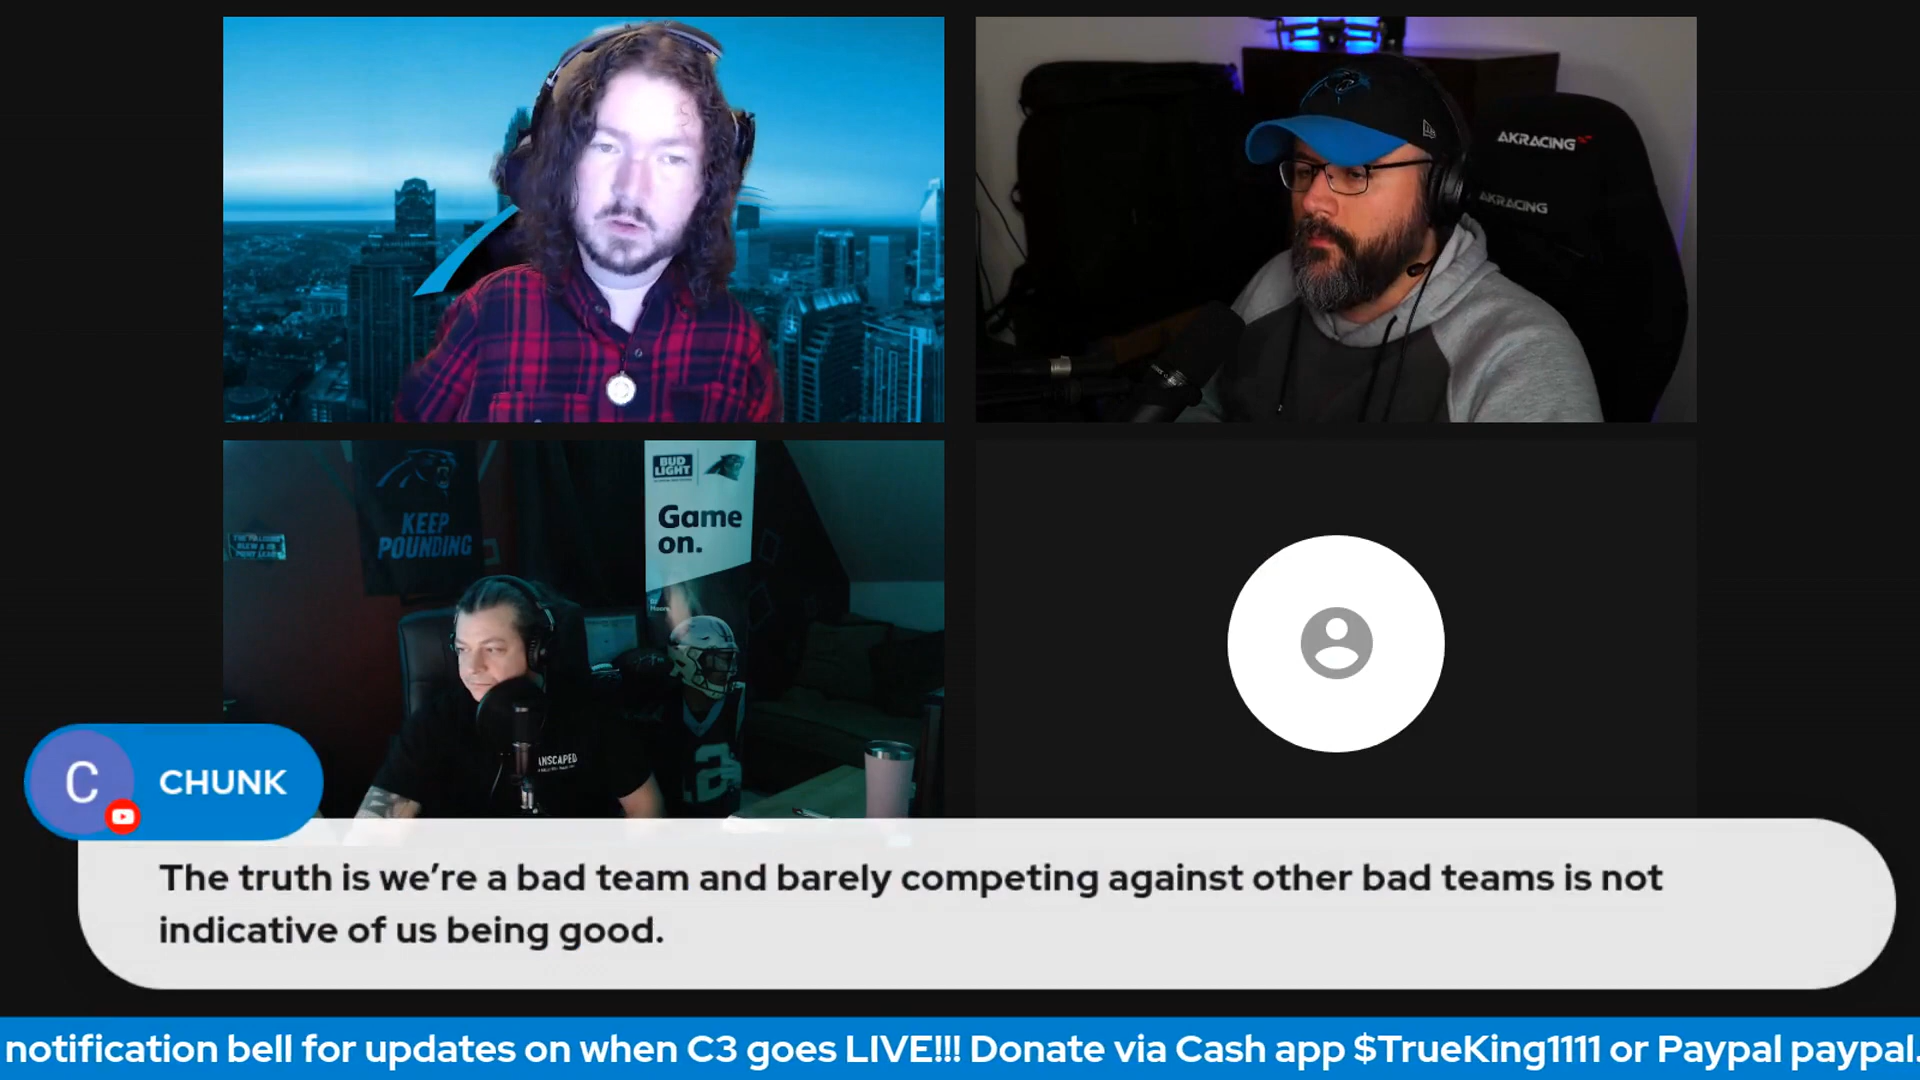 AKRACING
AKRACING
KEEP
POUNDING
BUD
LIGHT
Game
on.
ANSCAPED
2
C
CHUNK
The truth is we’re a bad team and barely competing against other bad teams is not
indicative of us being good.
notification bell for updates on when C3 goes LIVE!!! Donate via Cash app $TrueKing1111 or Paypal paypal.